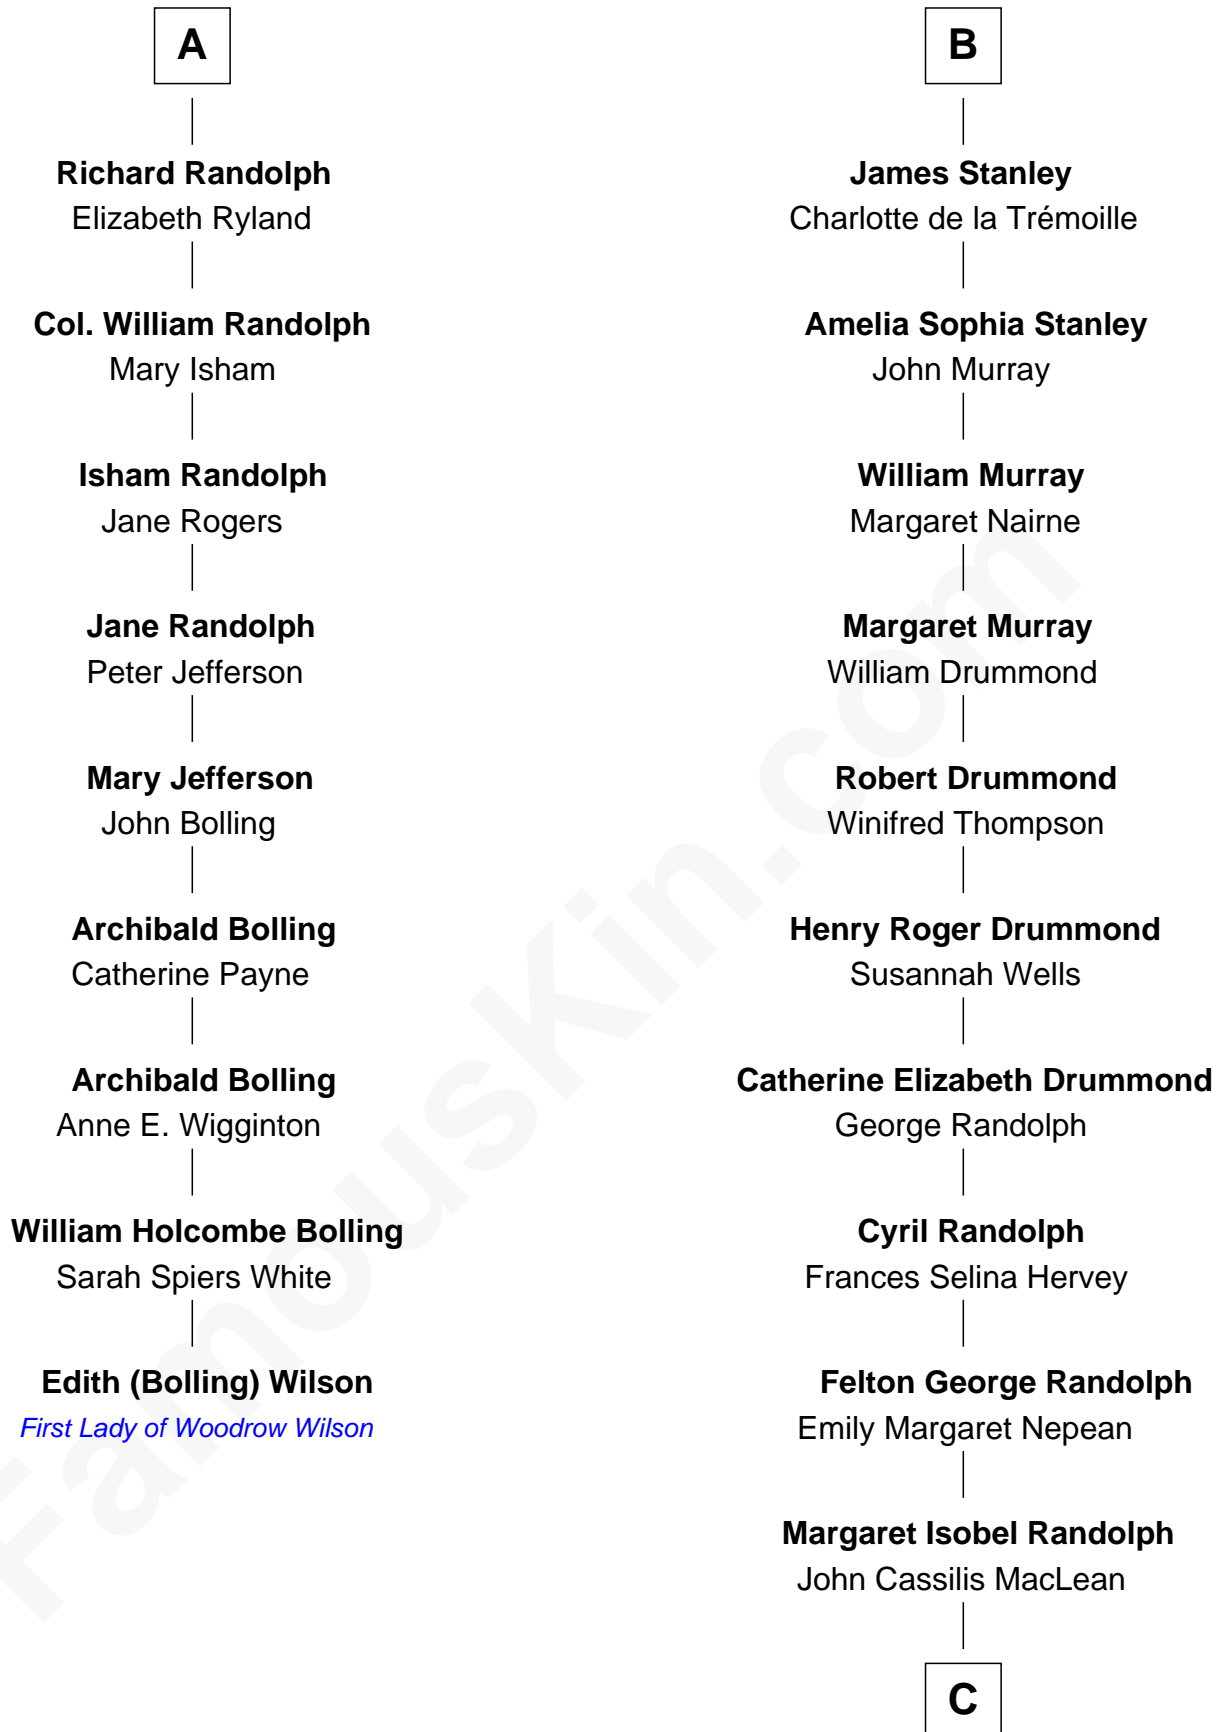 A
Richard Randolph
Elizabeth Ryland
Col. William Randolph
Mary Isham
Isham Randolph
Jane Rogers
Jane Randolph
Peter Jefferson
Mary Jefferson
John Bolling
Archibald Bolling
Catherine Payne
Archibald Bolling
Anne E. Wigginton
William Holcombe Bolling
Sarah Spiers White
Edith (Bolling) Wilson
First Lady of Woodrow Wilson
B
James Stanley
Charlotte de la Trémoille
Amelia Sophia Stanley
John Murray
William Murray
Margaret Nairne
Margaret Murray
William Drummond
Robert Drummond
Winifred Thompson
Henry Roger Drummond
Susannah Wells
Catherine Elizabeth Drummond
George Randolph
Cyril Randolph
Frances Selina Hervey
Felton George Randolph
Emily Margaret Nepean
Margaret Isobel Randolph
John Cassilis MacLean
C
FamousKin.com